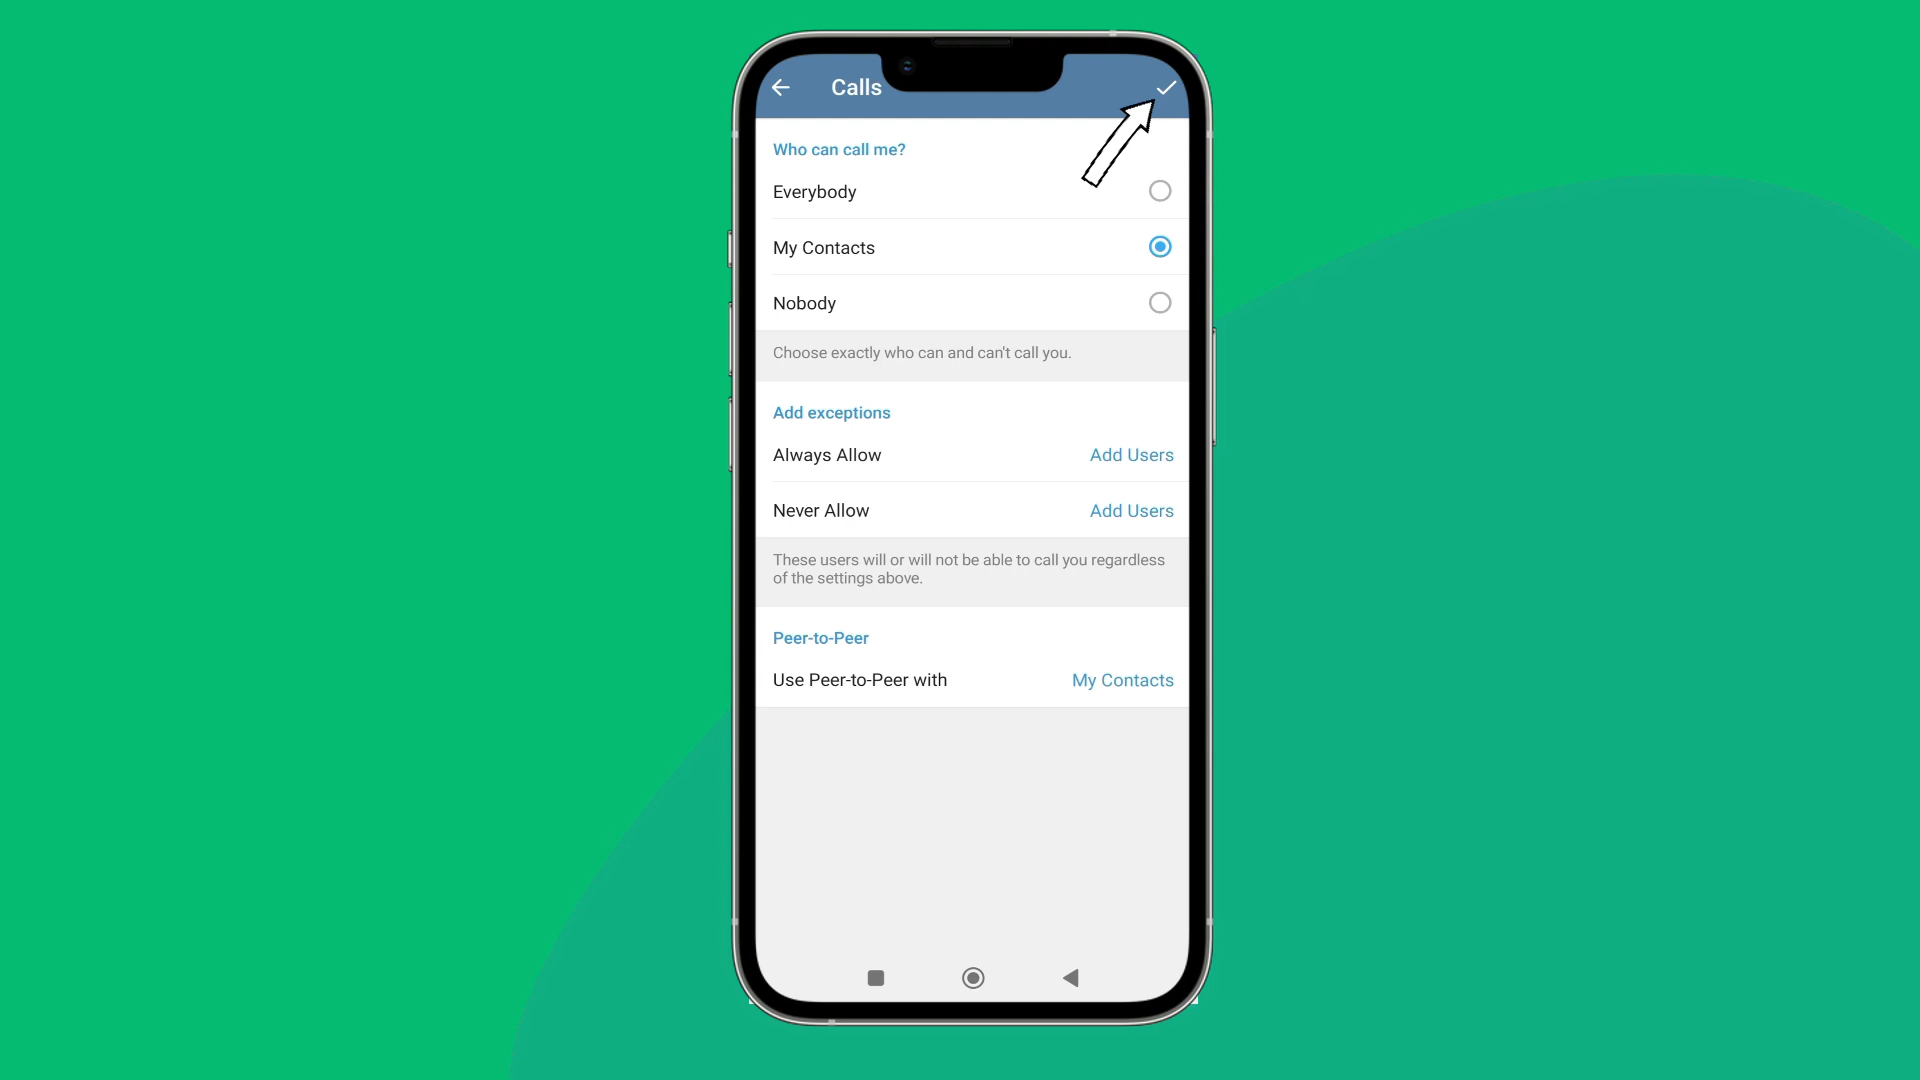 Calls
Who can call me?
Everybody
My Contacts
Nobody
Choose exactly who can and can't call you.
Add exceptions
Always Allow Add Users
Never Allow Add Users
These users will or will not be able to call you regardless
of the settings above.
Peer-to-Peer
Use Peer-to-Peer with My Contacts